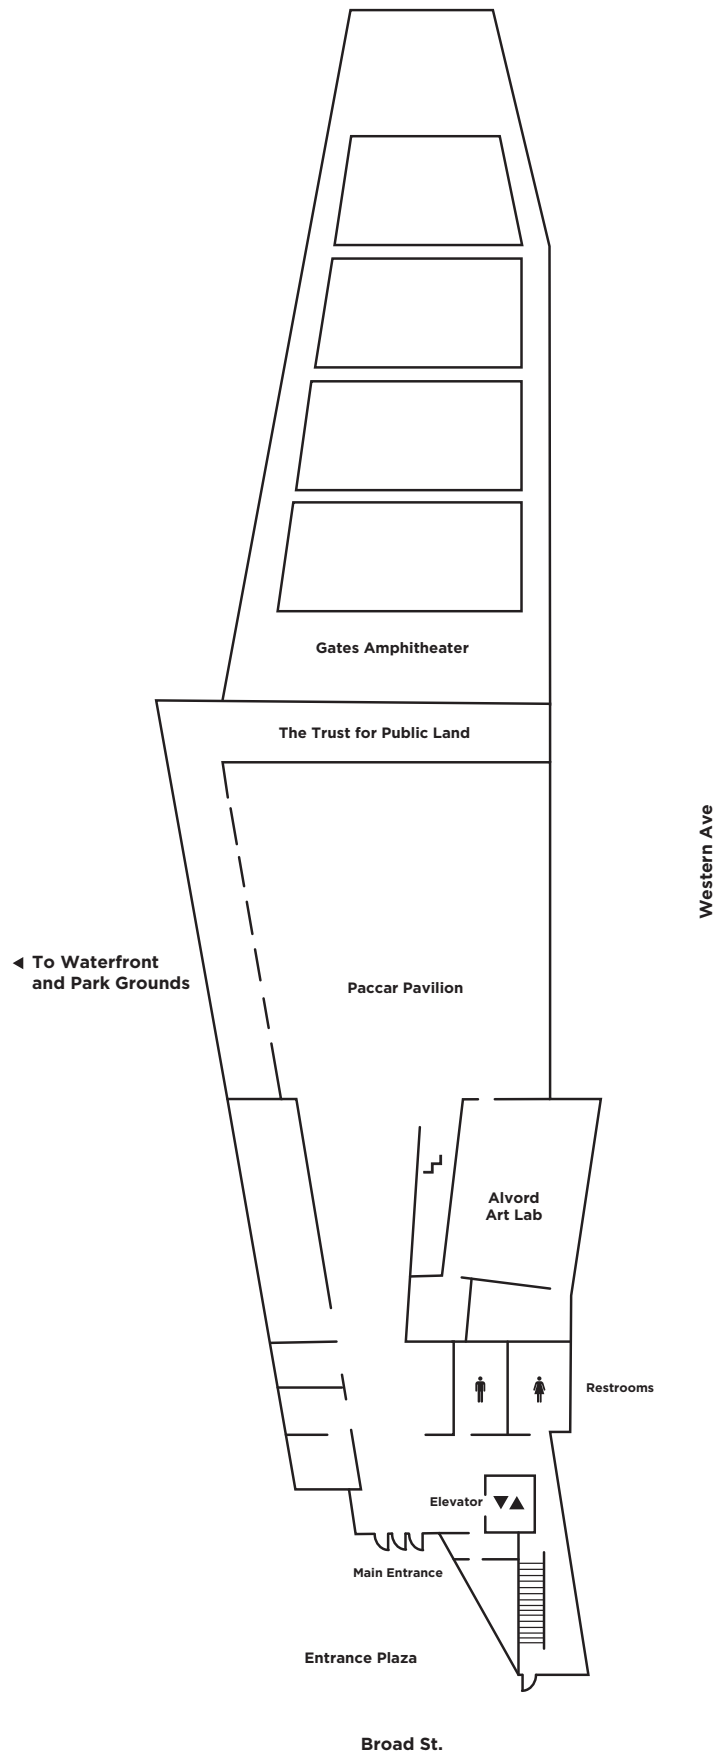 Gates Amphitheater
The Trust for Public Land
Western Ave
To Waterfront
and Park Grounds
Paccar Pavilion
Alvord
Art Lab
Restrooms
Elevator
Main Entrance
Entrance Plaza
Broad St.